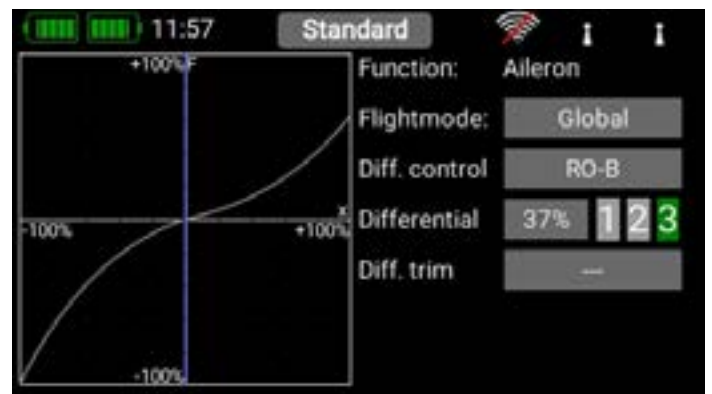 11:57 Standard
+100% F
Function: Aileron
Flightmode: Global
Diff. control RO-B
-100% x +100%
Differential 37% 1 2 3
Diff. trim ---
-100%